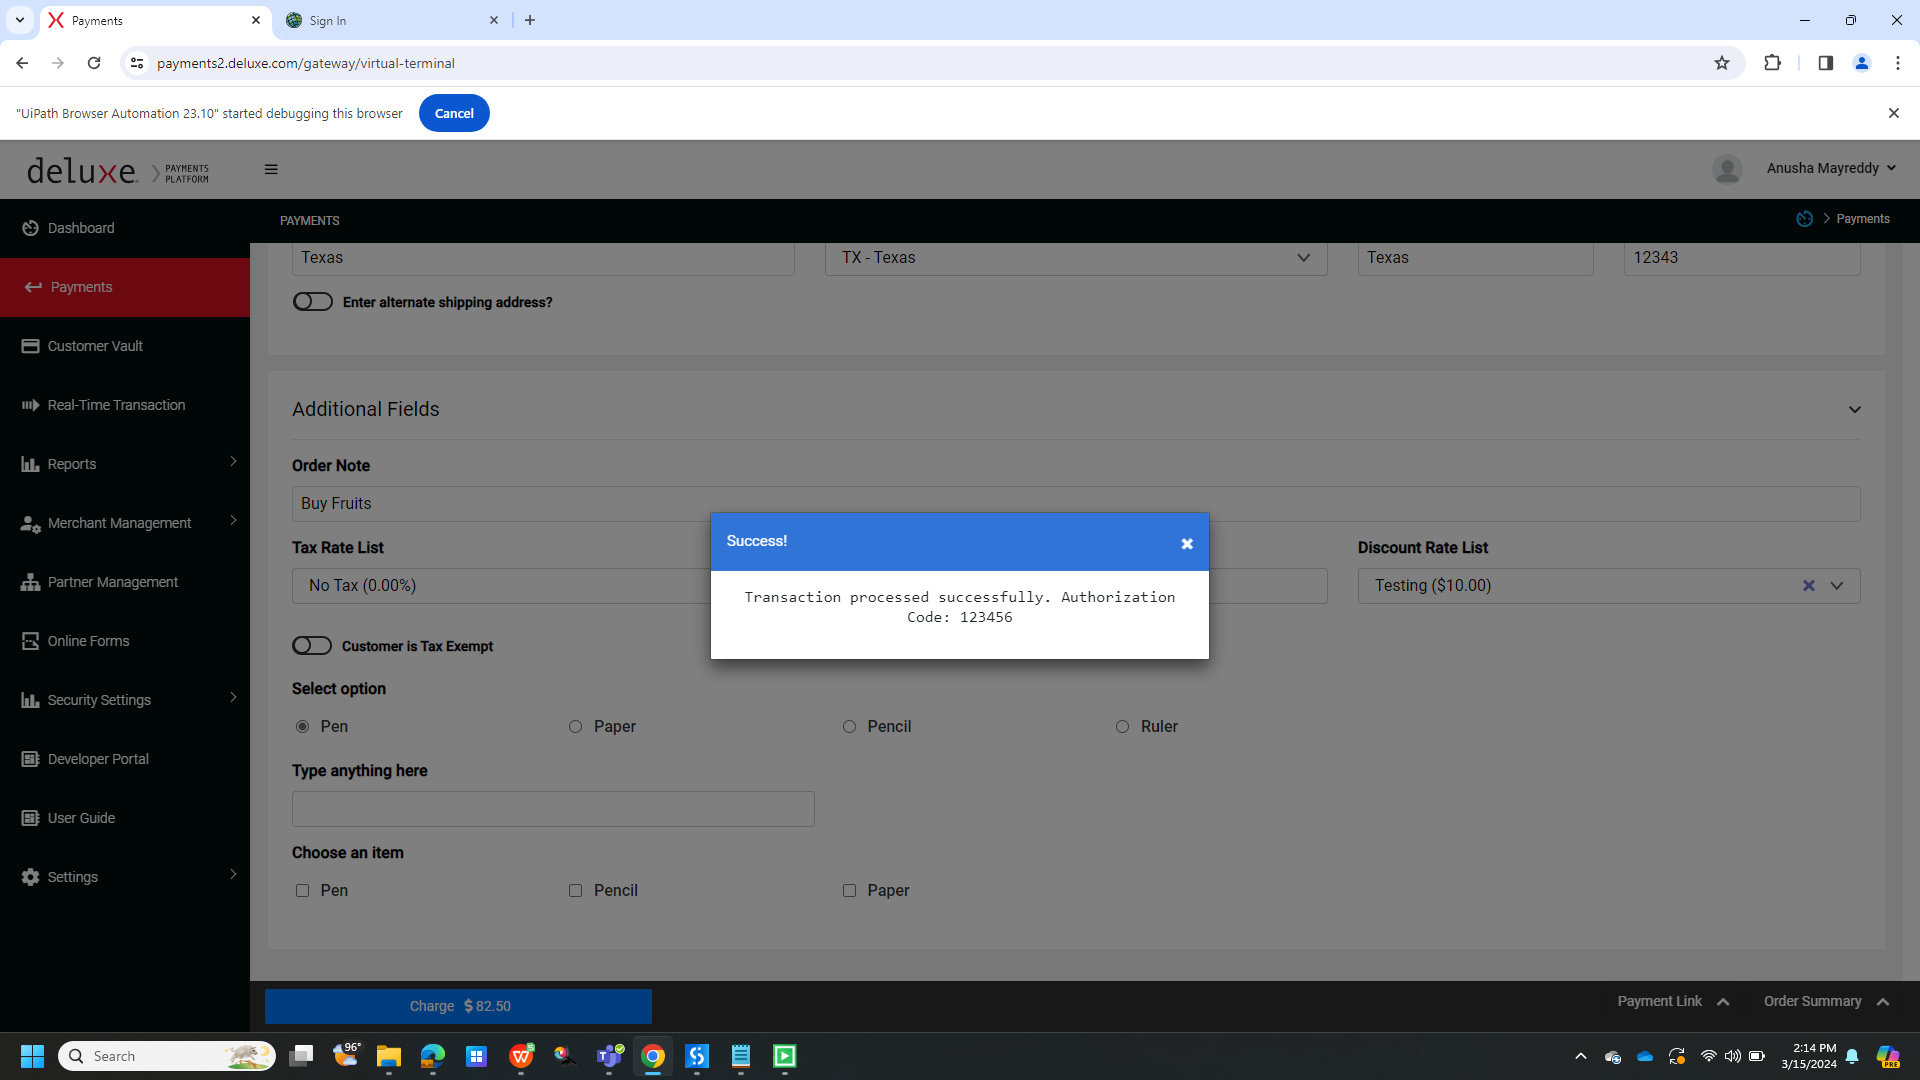 Payments
Sign In
payments2.deluxe.com/gateway/virtual-terminal
"UiPath Browser Automation 23.10" started debugging this browser
Cancel
deluxe. PAYMENTS
PLATFORM
Anusha Mayreddy
Dashboard
PAYMENTS
Payments
Payments
Customer Vault
Real-Time Transaction
Reports
Merchant Management
Partner Management
Online Forms
Security Settings
Developer Portal
User Guide
Settings
Texas
TX - Texas
Texas
12343
Enter alternate shipping address?
Additional Fields
Order Note
Buy Fruits
Tax Rate List
Discount Rate List
No Tax (0.00%)
Testing ($10.00)
Success!
Transaction processed successfully. Authorization
Code: 123456
Customer is Tax Exempt
Select option
Pen
Paper
Pencil
Ruler
Type anything here
Choose an item
Pen
Pencil
Paper
Charge $ 82.50
Payment Link
Order Summary
Search
96°
2:14 PM
3/15/2024
PRE